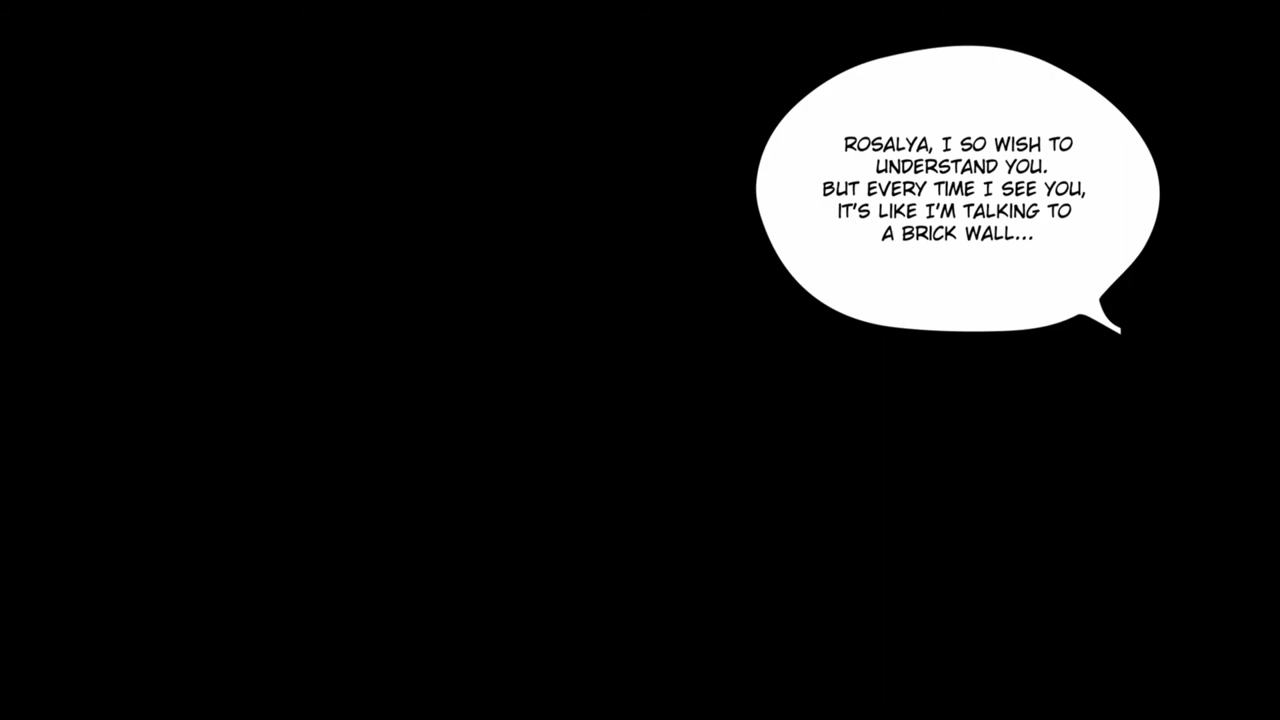 ROSALYA, I SO WISH TO
UNDERSTAND YOU.
BUT EVERY TIME I SEE YOU,
IT'S LIKE I'M TALKING TO
A BRICK WALL...